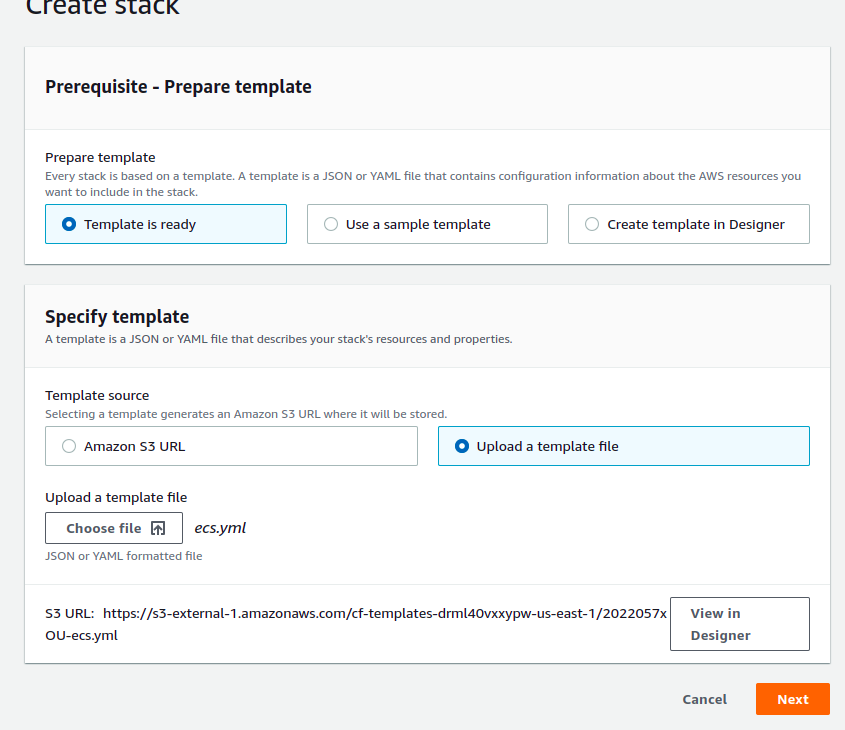 Create stack
Prerequisite - Prepare template
Prepare template
Every stack is based on a template. A template is a JSON or YAML file that contains configuration information about the AWS resources you
want to include in the stack.
Template is ready
Use a sample template
Create template in Designer
Specify template
A template is a JSON or YAML file that describes your stack's resources and properties.
Template source
Selecting a template generates an Amazon S3 URL where it will be stored.
Amazon S3 URL
Upload a template file
Upload a template file
Choose file
ecs.yml
JSON or YAML formatted file
S3 URL: https://s3-external-1.amazonaws.com/cf-templates-drml40vxxypw-us-east-1/2022057x
OU-ecs.yml
View in
Designer
Cancel
Next